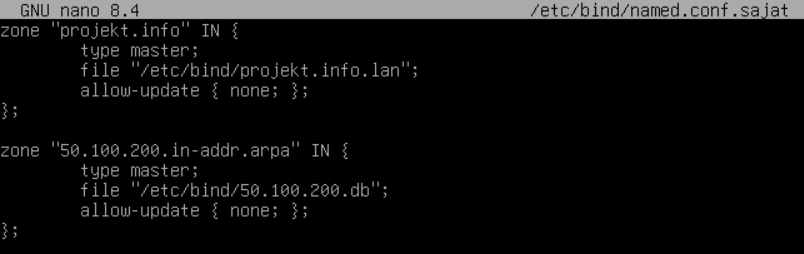 GNU nano 8.4 /etc/bind/named.conf.sajat
zone "projekt.info" IN {
        type master;
        file "/etc/bind/projekt.info.lan";
        allow-update { none; };
};

zone "50.100.200.in-addr.arpa" IN {
        type master;
        file "/etc/bind/50.100.200.db";
        allow-update { none; };
};